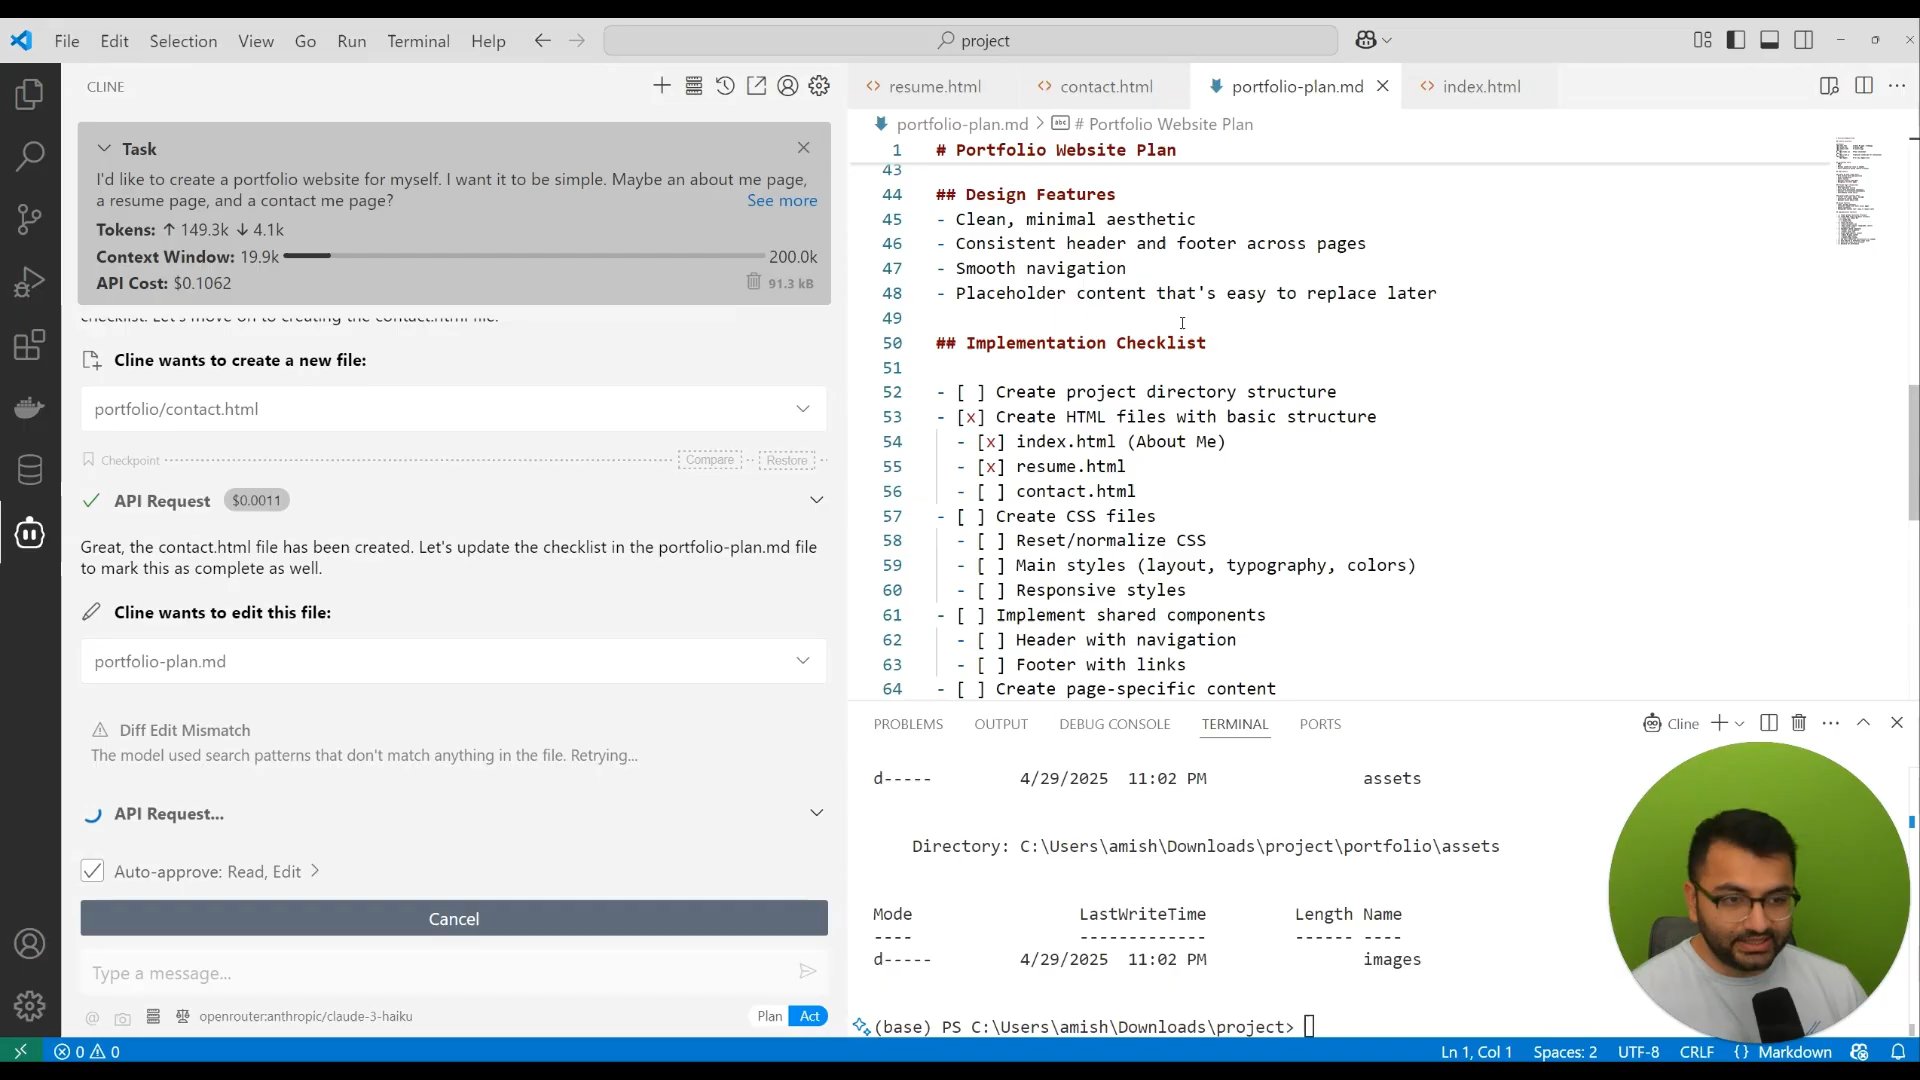 File Edit Selection View Go Run Terminal Help
project
CLINE
Task
I'd like to create a portfolio website for myself. I want it to be simple. Maybe an about me page,
a resume page, and a contact me page?
See more
Tokens: ↑ 149.3k ↓ 4.1k
Context Window: 19.9k 200.0k
API Cost: $0.1062
91.3 kB
checklist. Let's move on to creating the contact.html file.
Cline wants to create a new file:
portfolio/contact.html
Checkpoint Compare Restore
API Request $0.0011
Great, the contact.html file has been created. Let's update the checklist in the portfolio-plan.md file
to mark this as complete as well.
Cline wants to edit this file:
portfolio-plan.md
Diff Edit Mismatch
The model used search patterns that don't match anything in the file. Retrying...
API Request...
Auto-approve: Read, Edit
Cancel
Type a message...
@ openrouter:anthropic/claude-3-haiku
Plan Act
resume.html contact.html portfolio-plan.md index.html
portfolio-plan.md > # Portfolio Website Plan
1 # Portfolio Website Plan
43
44 ## Design Features
45 - Clean, minimal aesthetic
46 - Consistent header and footer across pages
47 - Smooth navigation
48 - Placeholder content that's easy to replace later
49
50 ## Implementation Checklist
51
52 - [ ] Create project directory structure
53 - [x] Create HTML files with basic structure
54 - [x] index.html (About Me)
55 - [x] resume.html
56 - [ ] contact.html
57 - [ ] Create CSS files
58 - [ ] Reset/normalize CSS
59 - [ ] Main styles (layout, typography, colors)
60 - [ ] Responsive styles
61 - [ ] Implement shared components
62 - [ ] Header with navigation
63 - [ ] Footer with links
64 - [ ] Create page-specific content
PROBLEMS OUTPUT DEBUG CONSOLE TERMINAL PORTS
Cline
d----- 4/29/2025 11:02 PM assets
Directory: C:\Users\amish\Downloads\project\portfolio\assets
Mode LastWriteTime Length Name
---- ------------- ------ ----
d----- 4/29/2025 11:02 PM images
(base) PS C:\Users\amish\Downloads\project>
0 0
Ln 1, Col 1 Spaces: 2 UTF-8 CRLF {} Markdown